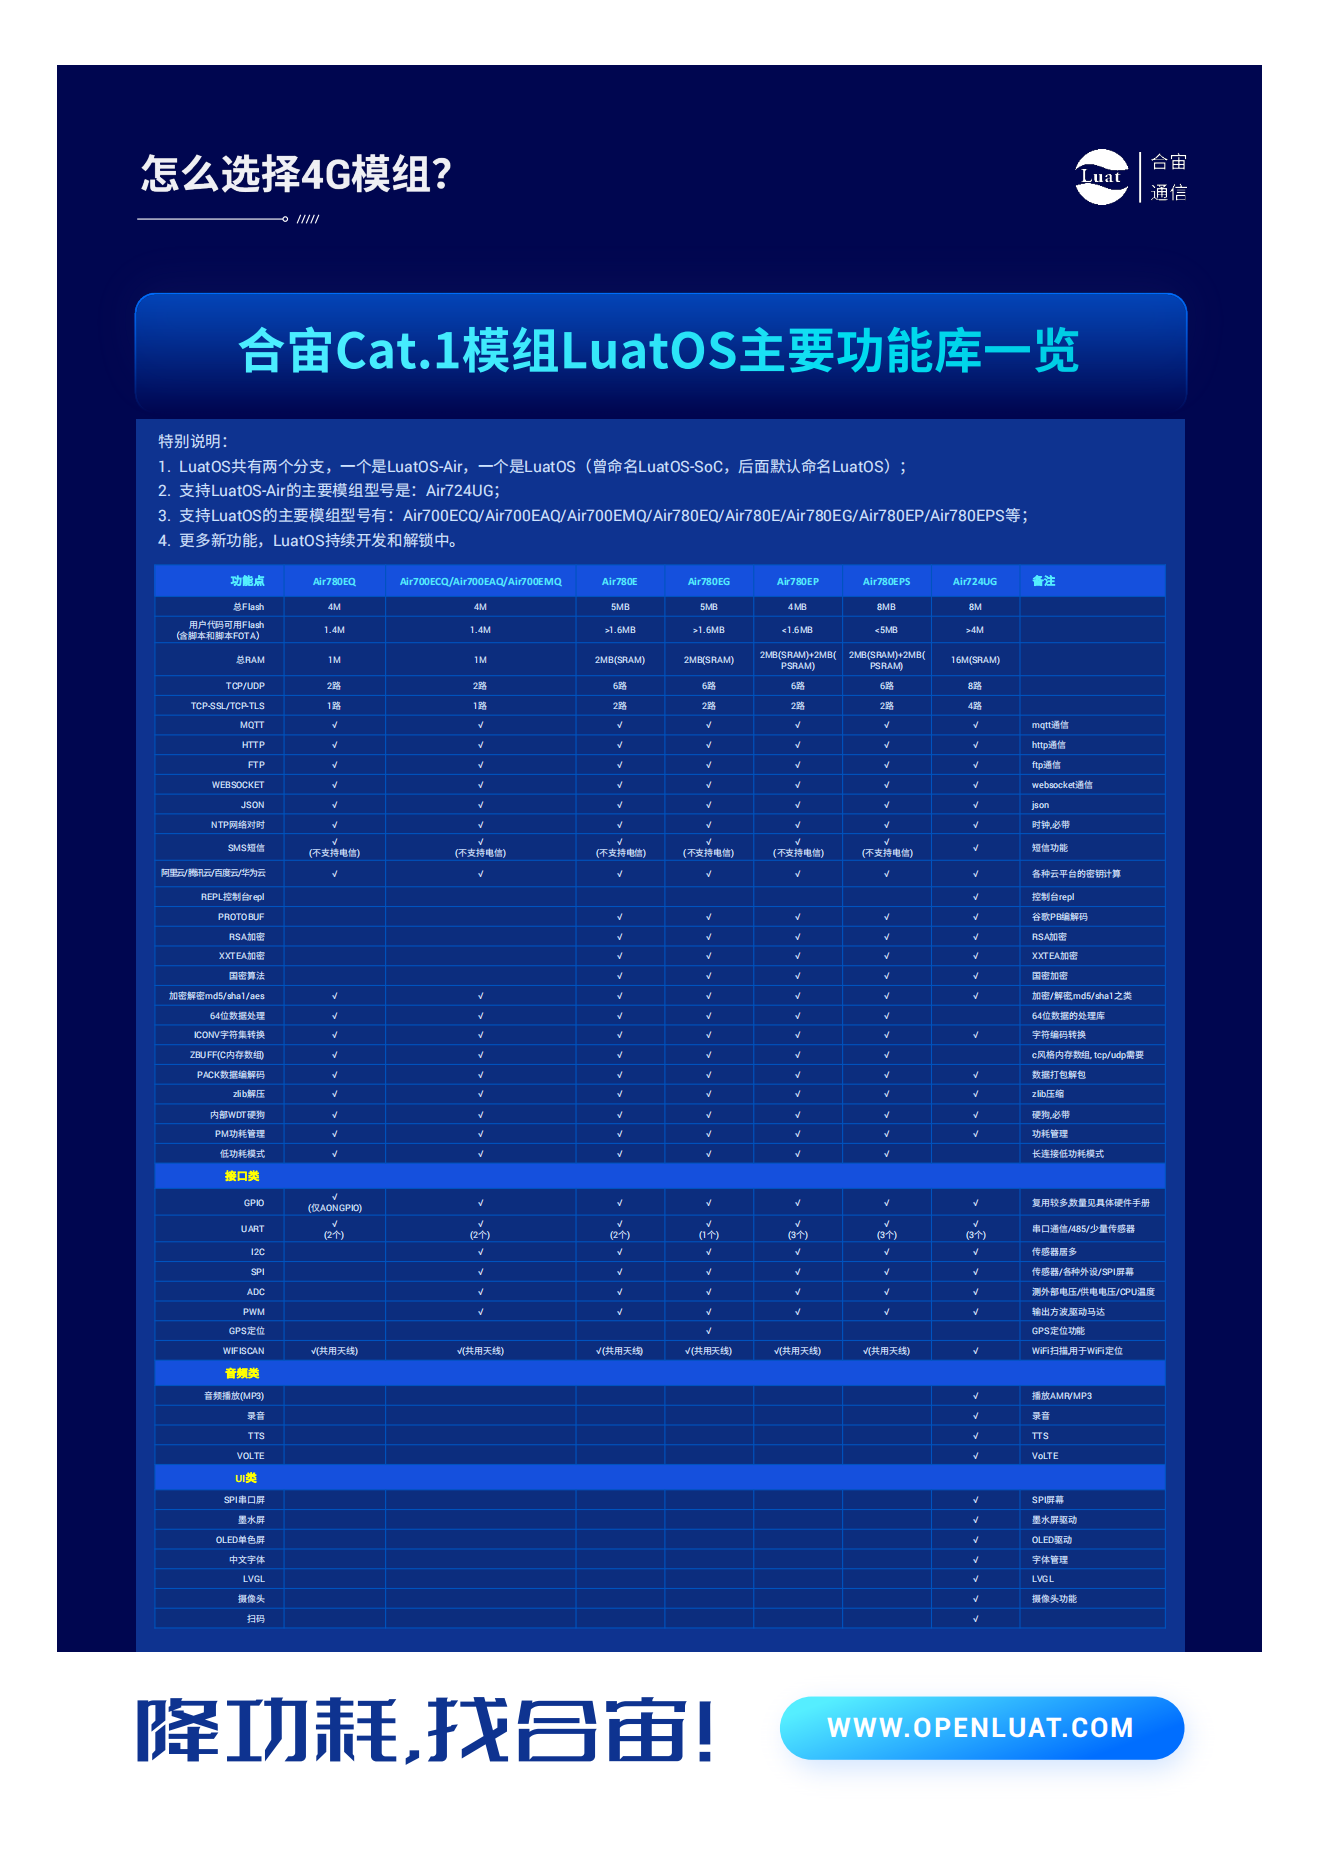 怎么选择4G模组？
Luat
合宙
通信
合宙Cat.1模组LuatOS主要功能库一览
特别说明：
1. LuatOS共有两个分支，一个是LuatOS-Air，一个是LuatOS（曾命名LuatOS-SoC，后面默认命名LuatOS）；
2. 支持LuatOS-Air的主要模组型号是：Air724UG；
3. 支持LuatOS的主要模组型号有：Air700ECQ/Air700EAQ/Air700EMQ/Air780EQ/Air780E/Air780EG/Air780EP/Air780EPS等；
4. 更多新功能，LuatOS持续开发和解锁中。
功能点 Air780EQ Air700ECQ/Air700EAQ/Air700EMQ Air780E Air780EG Air780EP Air780EPS Air724UG 备注
总Flash 4M 4M 5MB 5MB 4MB 8MB 8M
用户代码可用Flash
（含脚本和脚本FOTA） 1.4M 1.4M >1.6MB >1.6MB <1.6MB <5MB >4M
总RAM 1M 1M 2MB(SRAM) 2MB(SRAM) 2MB(SRAM)+2MB(PSRAM) 2MB(SRAM)+2MB(PSRAM) 16M(SRAM)
TCP/UDP 2路 2路 6路 6路 6路 6路 8路
TCP-SSL/TCP-TLS 1路 1路 2路 2路 2路 2路 4路
MQTT √ √ √ √ √ √ √ mqtt通信
HTTP √ √ √ √ √ √ √ http通信
FTP √ √ √ √ √ √ √ ftp通信
WEBSOCKET √ √ √ √ √ √ √ websocket通信
JSON √ √ √ √ √ √ √ json
NTP网络对时 √ √ √ √ √ √ √ 时钟,必带
SMS短信 √(不支持电信) √(不支持电信) √(不支持电信) √(不支持电信) √(不支持电信) √(不支持电信) √ 短信功能
阿里云/腾讯云/百度云/华为云 √ √ √ √ √ √ √ 各种云平台的密钥计算
REPL控制台repl √ 控制台repl
PROTOBUF √ √ √ √ √ 谷歌PB编解码
RSA加密 √ √ √ √ √ RSA加密
XXTEA加密 √ √ √ √ √ XXTEA加密
国密算法 √ √ √ √ √ 国密加密
加密解密md5/sha1/aes √ √ √ √ √ √ √ 加密/解密,md5/sha1之类
64位数据处理 √ √ √ √ √ √ 64位数据的处理库
ICONV字符集转换 √ √ √ √ √ √ √ 字符编码转换
ZBUFF(C内存数组) √ √ √ √ √ √ c风格内存数组, tcp/udp需要
PACK数据编解码 √ √ √ √ √ √ √ 数据打包解包
zlib解压 √ √ √ √ √ √ √ zlib压缩
内部WDT硬狗 √ √ √ √ √ √ √ 硬狗,必带
PM功耗管理 √ √ √ √ √ √ √ 功耗管理
低功耗模式 √ √ √ √ √ √ 长连接低功耗模式
接口类
GPIO √(仅AONGPIO) √ √ √ √ √ √ 复用较多,数量见具体硬件手册
UART √(2个) √(2个) √(2个) √(1个) √(3个) √(3个) √(3个) 串口通信/485/少量传感器
I2C √ √ √ √ √ √ 传感器居多
SPI √ √ √ √ √ √ 传感器/各种外设/SPI屏幕
ADC √ √ √ √ √ √ 测外部电压/供电电压/CPU温度
PWM √ √ √ √ √ √ 输出方波,驱动马达
GPS定位 √ GPS定位功能
WIFISCAN √(共用天线) √(共用天线) √(共用天线) √(共用天线) √(共用天线) √(共用天线) √ WiFi扫描,用于WiFi定位
音频类
音频播放(MP3) √ 播放AMR/MP3
录音 √ 录音
TTS √ TTS
VOLTE √ VoLTE
UI类
SPI串口屏 √ SPI屏幕
墨水屏 √ 墨水屏驱动
OLED单色屏 √ OLED驱动
中文字体 √ 字体管理
LVGL √ LVGL
摄像头 √ 摄像头功能
扫码 √
降功耗,找合宙!
WWW.OPENLUAT.COM